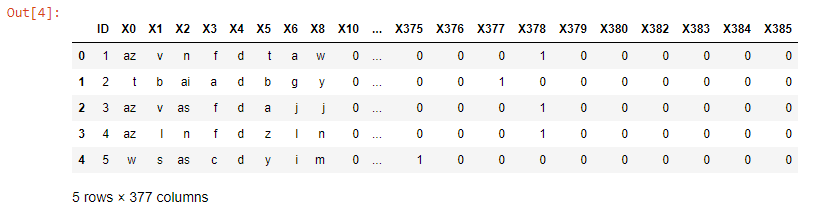 Out[4]:
ID X0 X1 X2 X3 X4 X5 X6 X8 X10 ... X375 X376 X377 X378 X379 X380 X382 X383 X384 X385
0 1 az v n f d t a w 0 ... 0 0 0 1 0 0 0 0 0 0
1 2 t b ai a d b g y 0 ... 0 0 1 0 0 0 0 0 0 0
2 3 az v as f d a j j 0 ... 0 0 0 1 0 0 0 0 0 0
3 4 az l n f d z l n 0 ... 0 0 0 1 0 0 0 0 0 0
4 5 w s as c d y i m 0 ... 1 0 0 0 0 0 0 0 0 0
5 rows × 377 columns